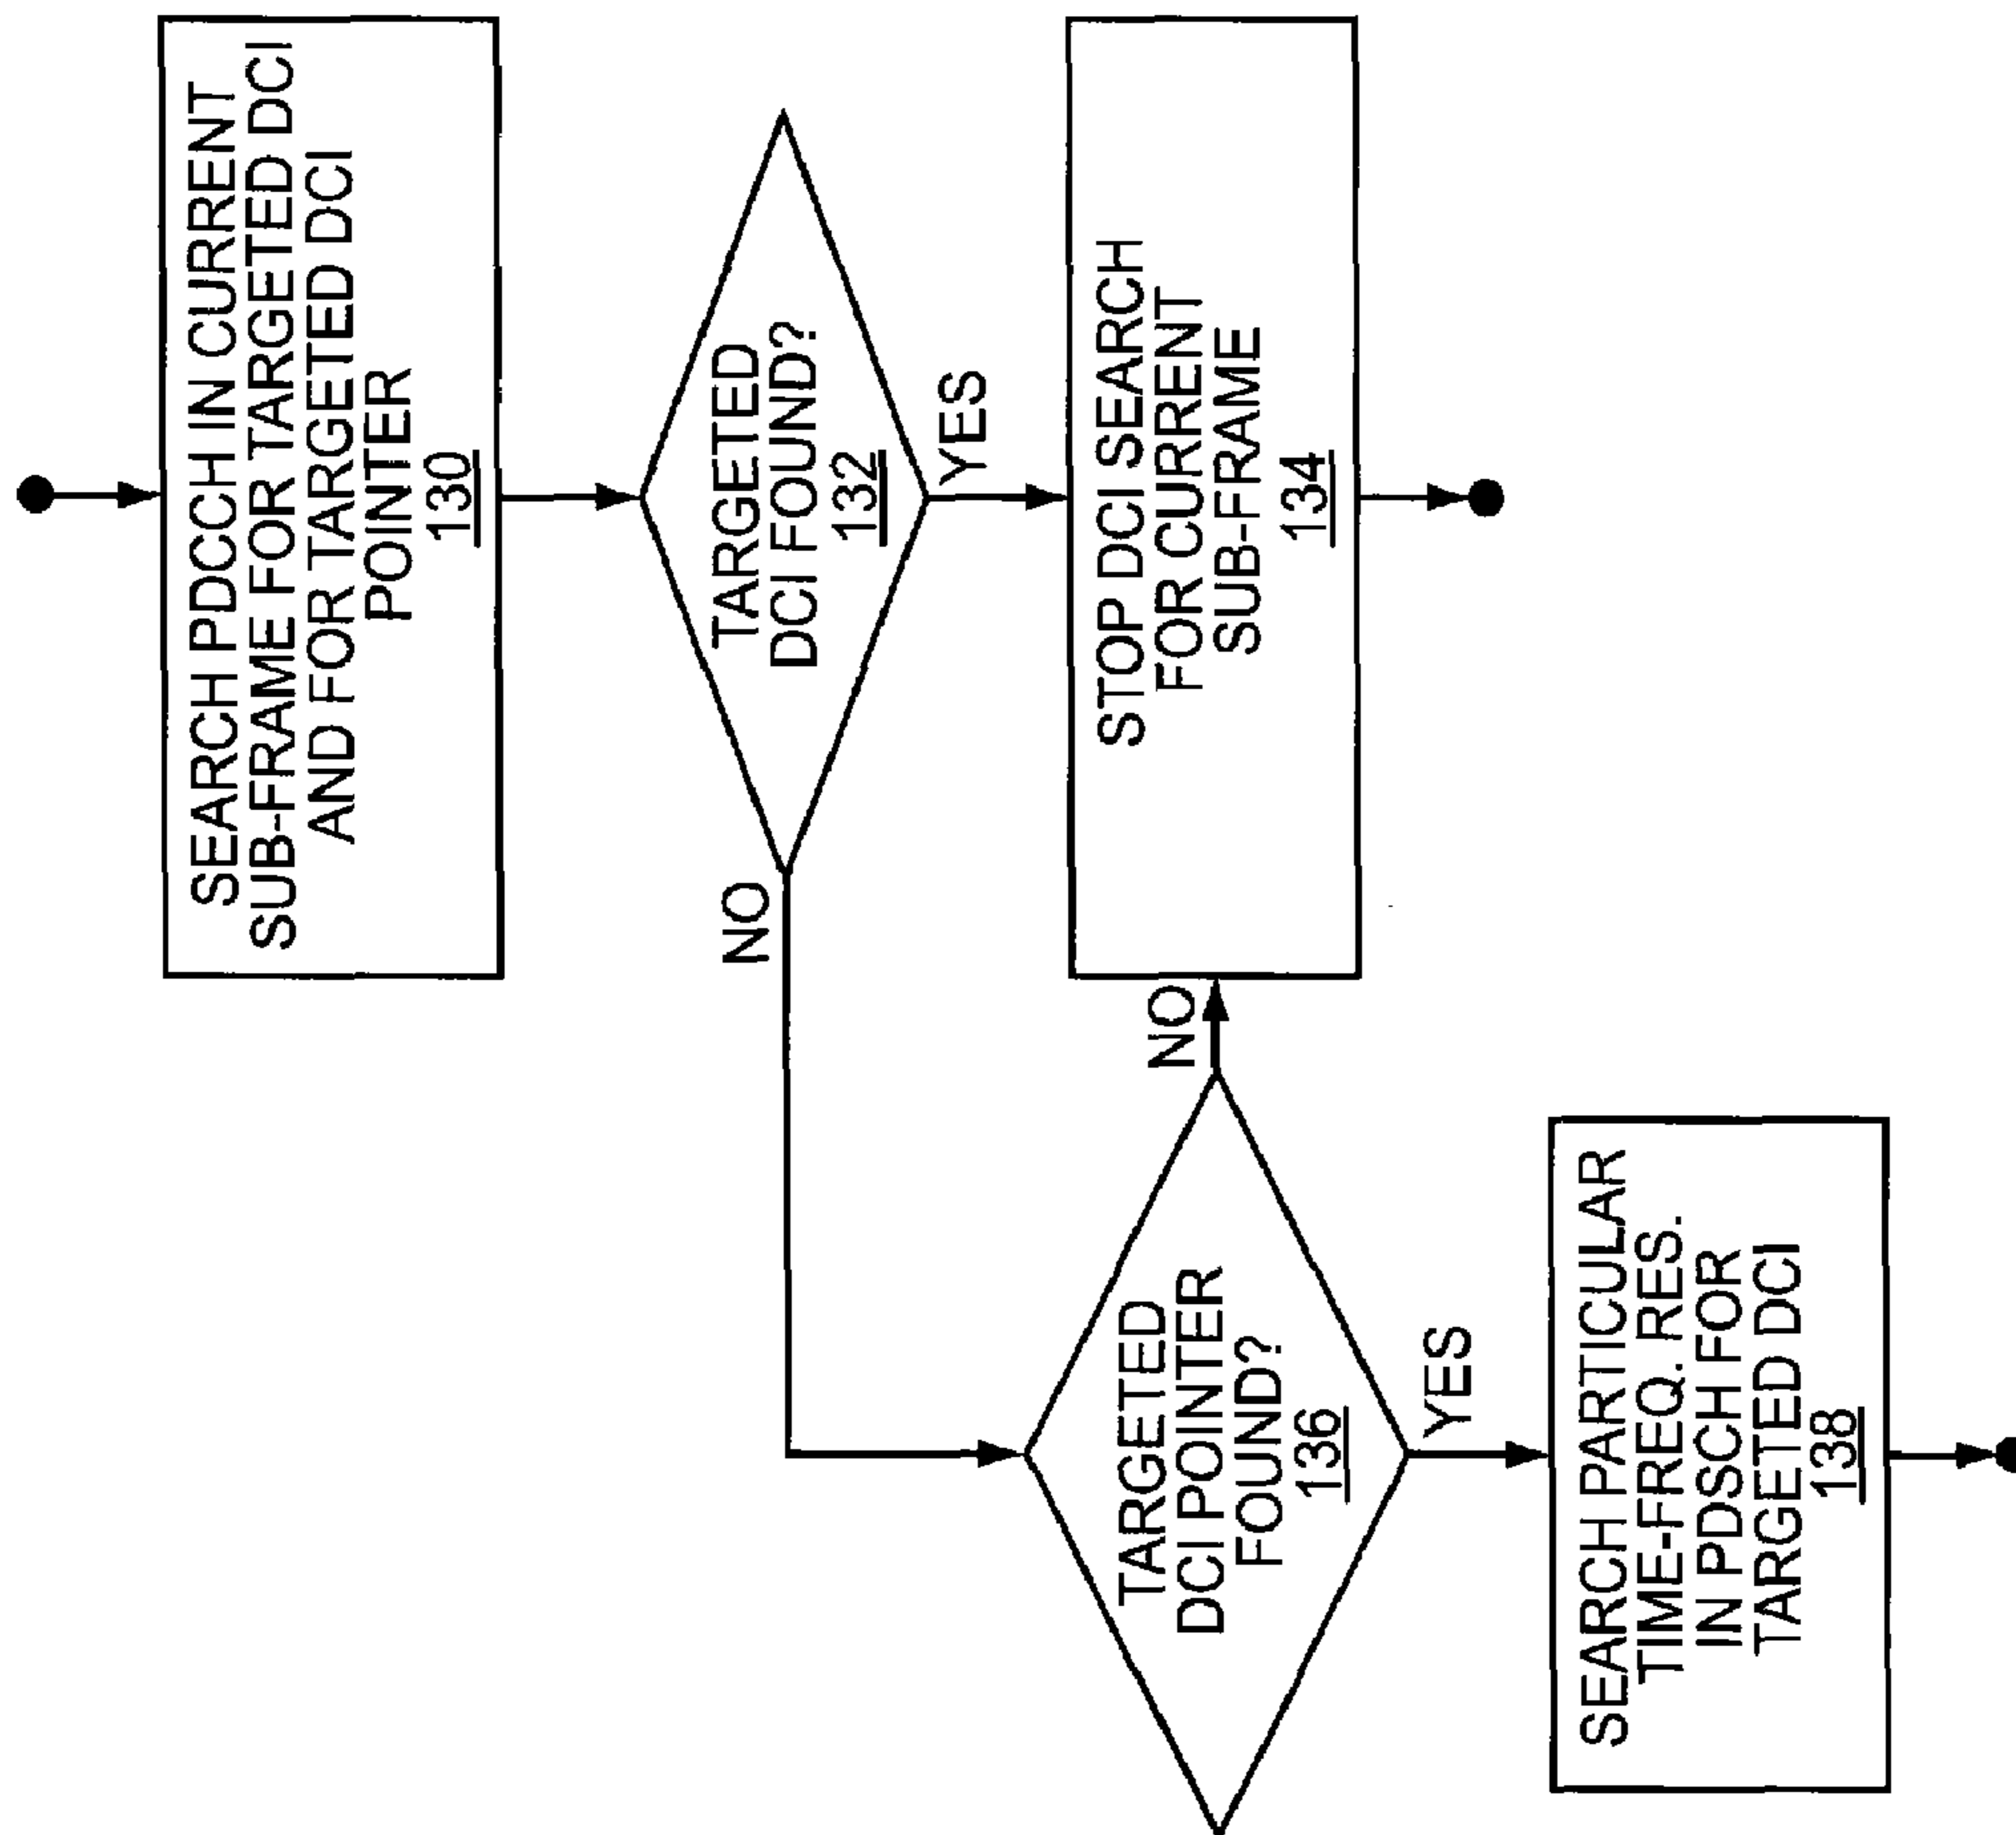 SEARCH PDCCH IN CURRENT
SUB-FRAME FOR TARGETED DCI
AND FOR TARGETED DCI
POINTER
130
TARGETED
DCI FOUND?
132
NO
YES
STOP DCI SEARCH
FOR CURRENT
SUB-FRAME
134
TARGETED
DCI POINTER
FOUND?
136
NO
YES
SEARCH PARTICULAR
TIME-FREQ. RES.
IN PDSCH FOR
TARGETED DCI
138